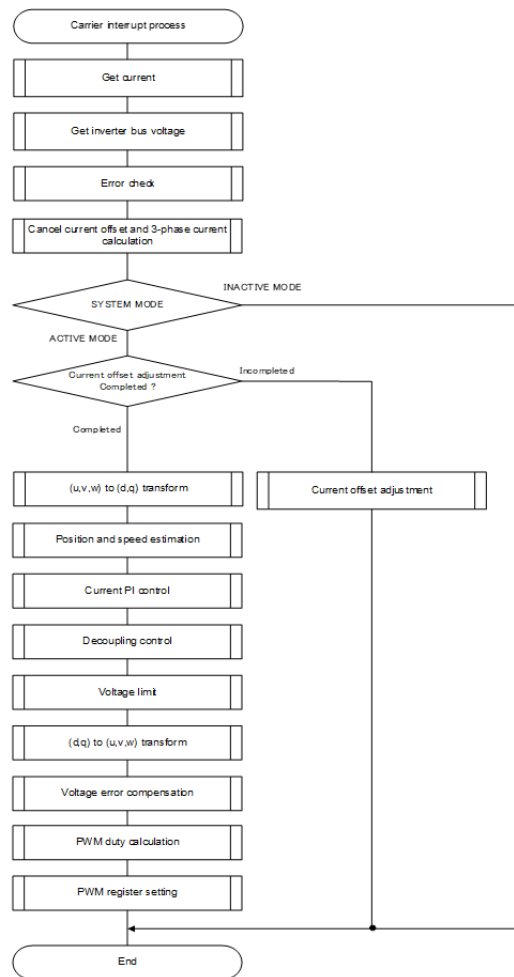 Carrier interrupt process
Get current
Get inverter bus voltage
Error check
Cancel current offset and 3-phase current
calculation
INACTIVE MODE
SYSTEM MODE
ACTIVE MODE
Current offset adjustment
Completed ?
Incompleted
Completed
(u,v,w) to (d,q) transform
Current offset adjustment
Position and speed estimation
Current PI control
Decoupling control
Voltage limit
(d,q) to (u,v,w) transform
Voltage error compensation
PWM duty calculation
PWM register setting
End